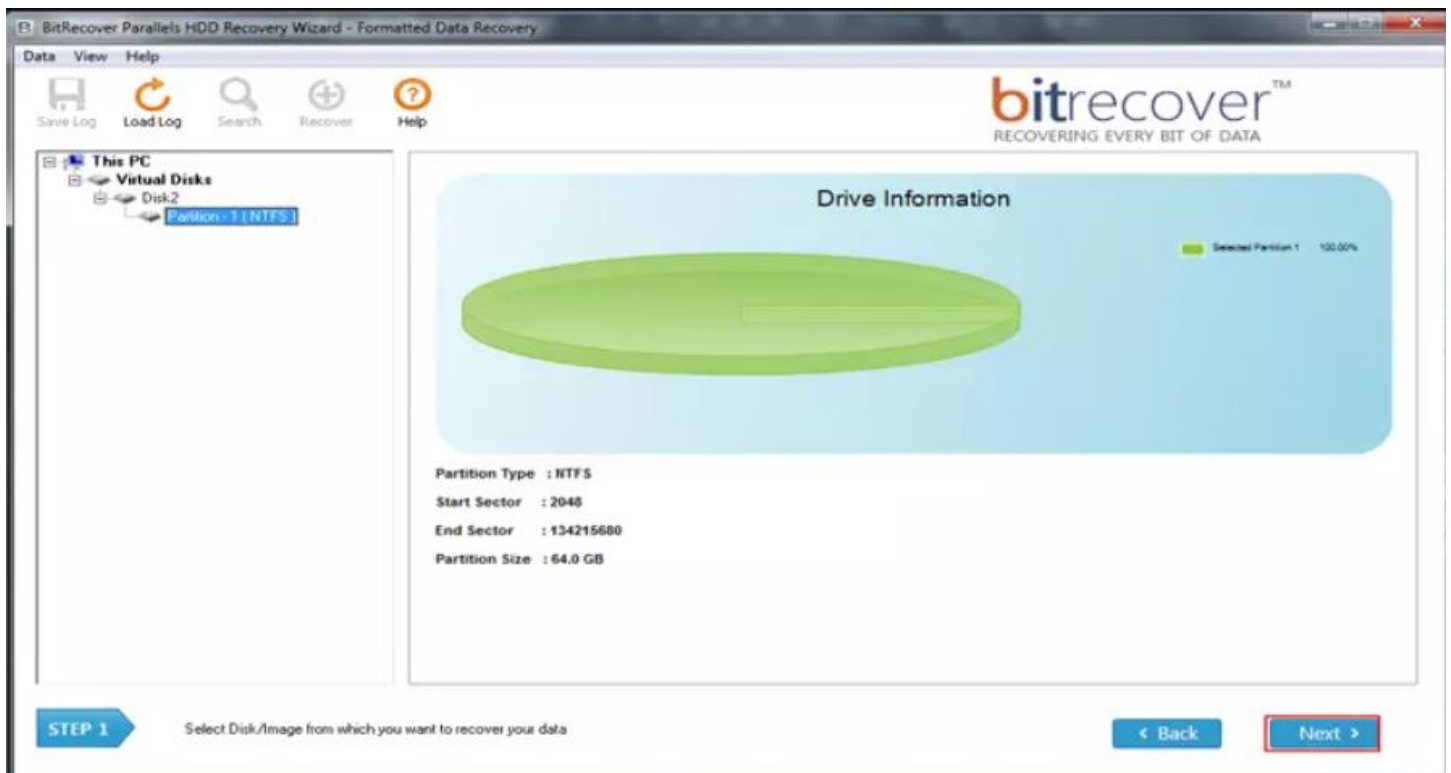 BitRecover Parallels HDD Recovery Wizard - Formatted Data Recovery
Data View Help
Save Log Load Log Search Recover Help
bitrecover™
RECOVERING EVERY BIT OF DATA
This PC
Virtual Disks
Disk2
Partition - 1 ( NTFS )
Drive Information
Selected Partition 1 100.00%
Partition Type : NTFS
Start Sector : 2048
End Sector : 134215680
Partition Size : 64.0 GB
STEP 1 Select Disk/Image from which you want to recover your data
< Back Next >